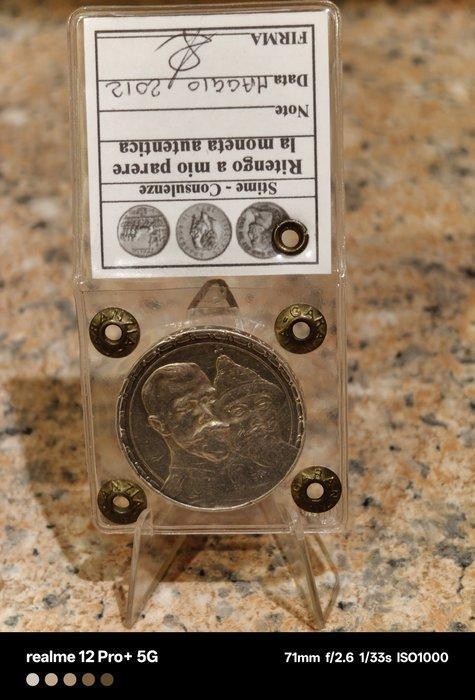 Stime - Consulenze
Ritengo a mio parere
la moneta autentica
Note
Data MAGGIO 2012
FIRMA
realme 12 Pro+ 5G
71mm f/2.6 1/33s ISO1000